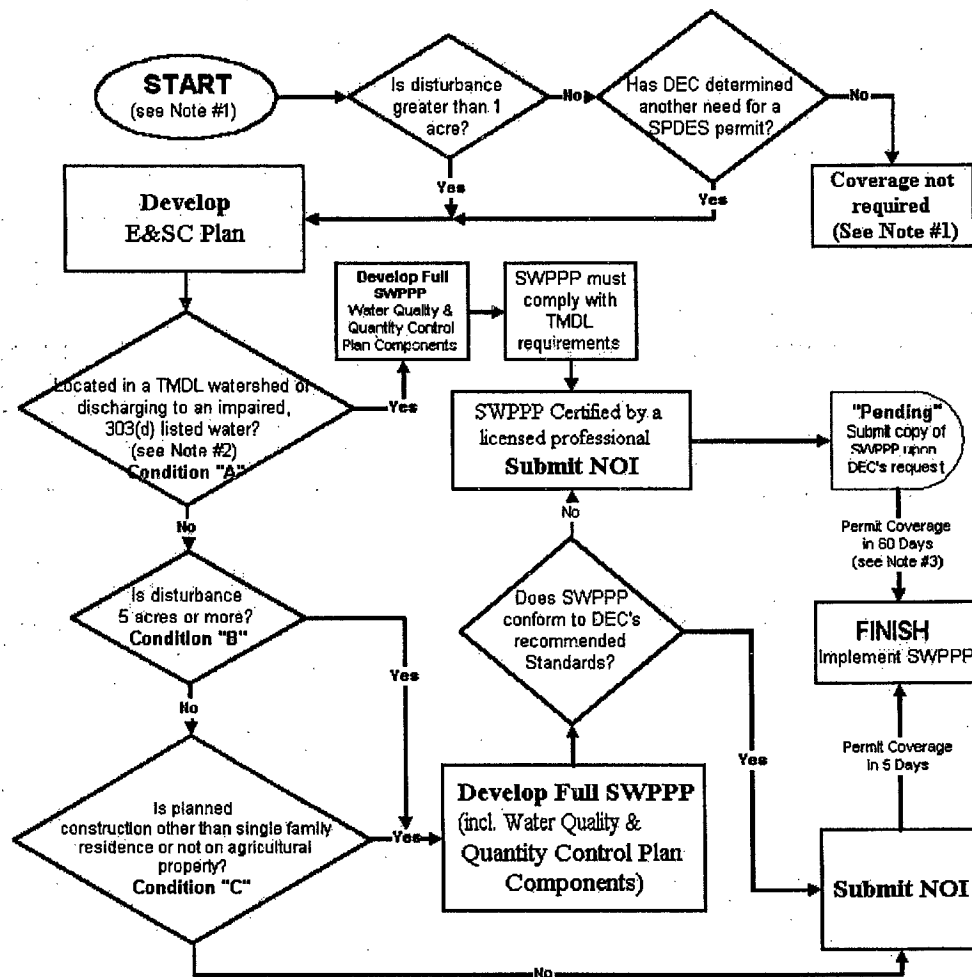 START
(see Note #1)
Is disturbance
greater than 1
acre?
No
Has DEC determined
another need for a
SPDES permit?
No
Yes
Yes
Coverage not
required
(See Note #1)
Develop
E&SC Plan
Develop Full
SWPPP
Water Quality &
Quantity Control
Plan Components
SWPPP must
comply with
TMDL
requirements
Located in a TMDL watershed or
discharging to an impaired,
303(d) listed water?
(see Note #2)
Condition "A"
Yes
SWPPP Certified by a
licensed professional
Submit NOI
"Pending"
Submit copy of
SWPPP upon
DEC's request
No
No
Permit Coverage
in 60 Days
(see Note #3)
Is disturbance
5 acres or more?
Condition "B"
Yes
Does SWPPP
conform to DEC's
recommended
Standards?
FINISH
Implement SWPPP
No
Yes
Permit Coverage
in 5 Days
Is planned
construction other than single family
residence or not on agricultural
property?
Condition "C"
Yes
Develop Full SWPPP
(incl. Water Quality &
Quantity Control Plan
Components)
Submit NOI
No